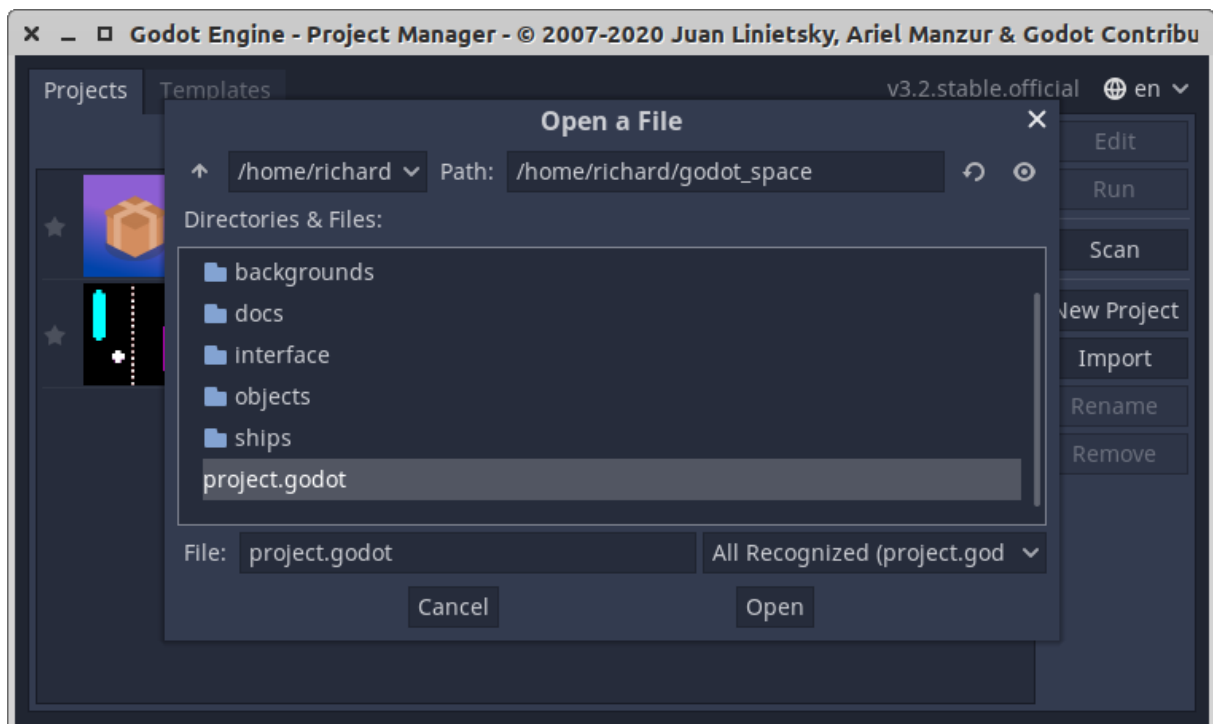 Godot Engine - Project Manager - © 2007-2020 Juan Linietsky, Ariel Manzur & Godot Contribu
Projects Templates v3.2.stable.official en
Open a File
Edit
/home/richard Path: /home/richard/godot_space
Run
Directories & Files:
Scan
backgrounds
docs
New Project
interface
Import
objects
Rename
ships
Remove
project.godot
File: project.godot All Recognized (project.god
Cancel Open